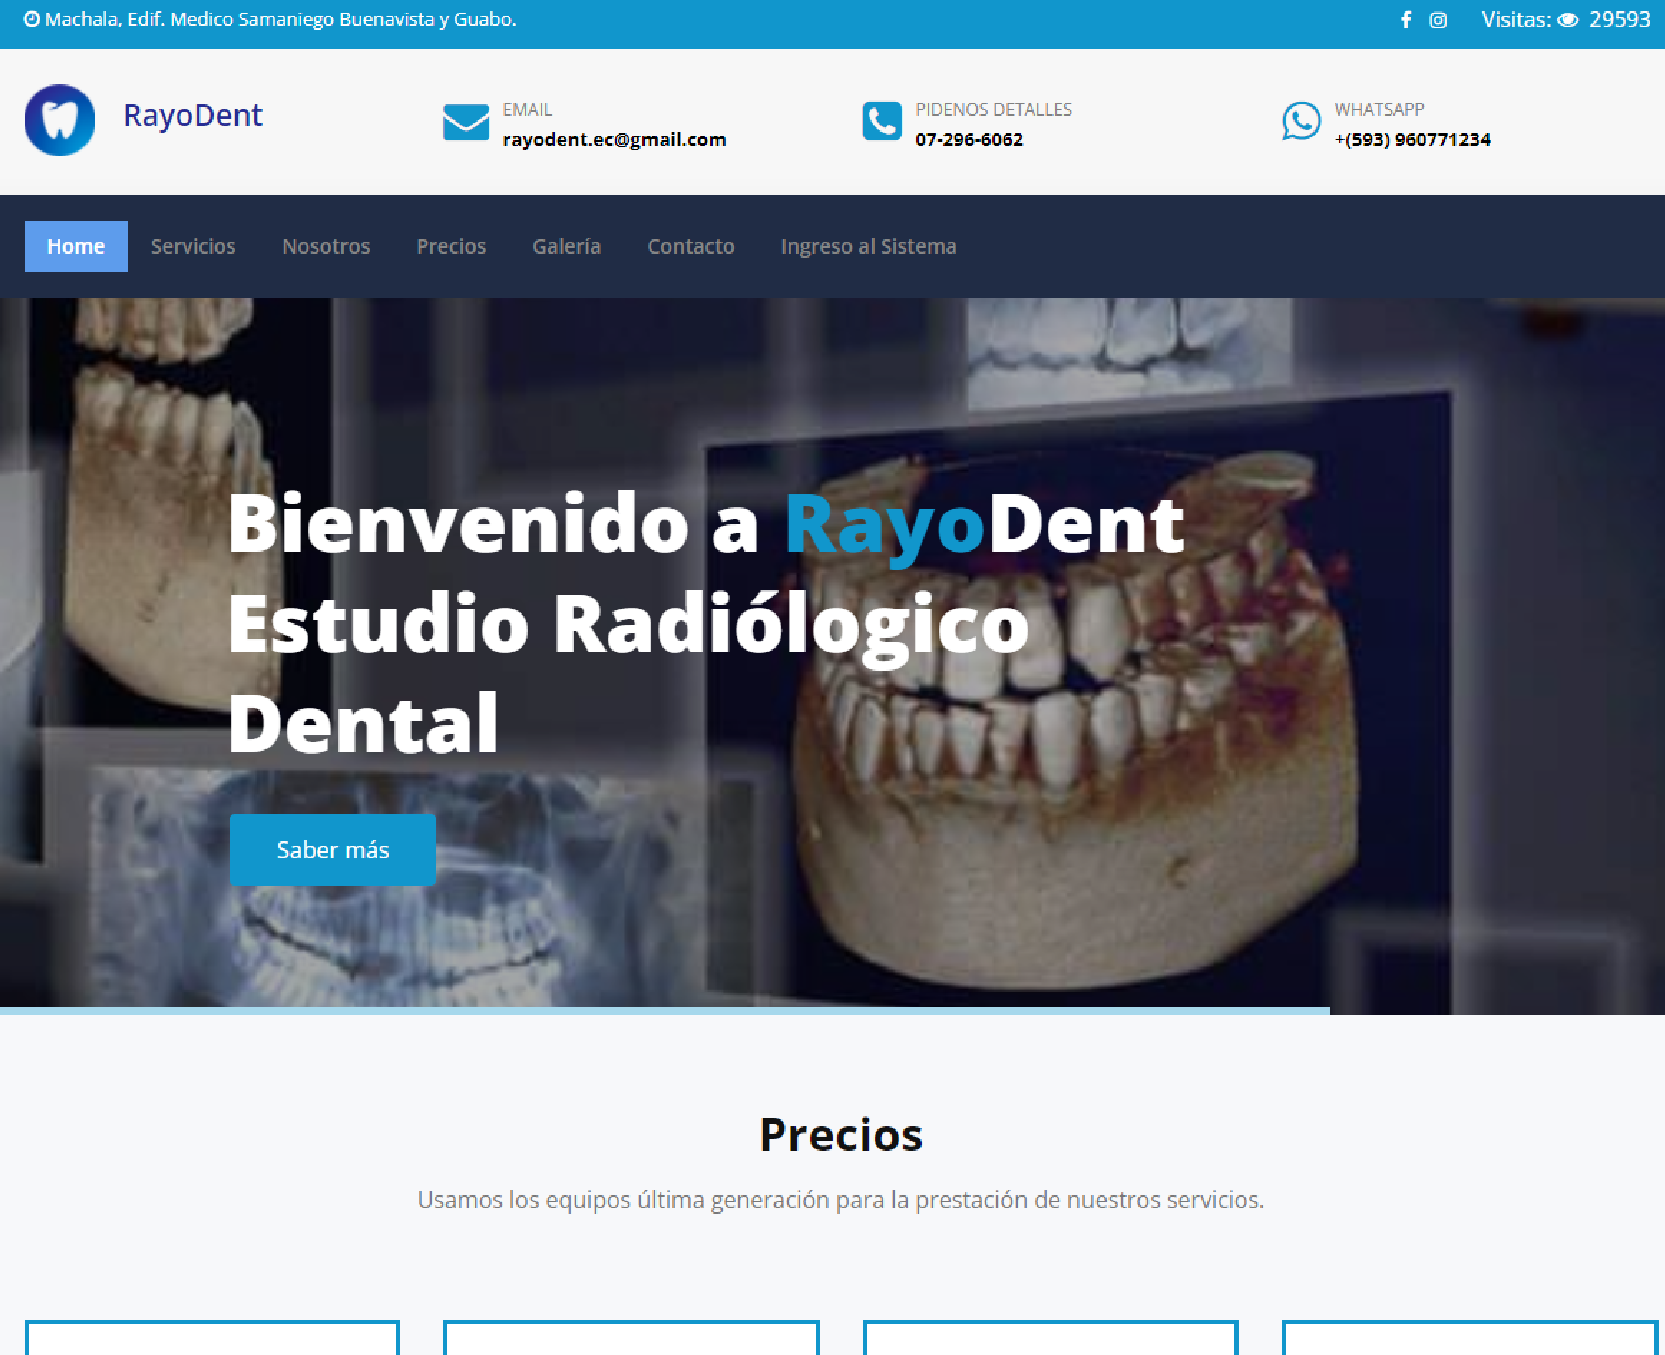 Machala, Edif. Medico Samaniego Buenavista y Guabo.
Visitas: 29593
RayoDent
EMAIL
rayodent.ec@gmail.com
PIDENOS DETALLES
07-296-6062
WHATSAPP
+(593) 960771234
Home Servicios Nosotros Precios Galería Contacto Ingreso al Sistema
Bienvenido a RayoDent
Estudio Radiólogico
Dental
Saber más
Precios
Usamos los equipos última generación para la prestación de nuestros servicios.